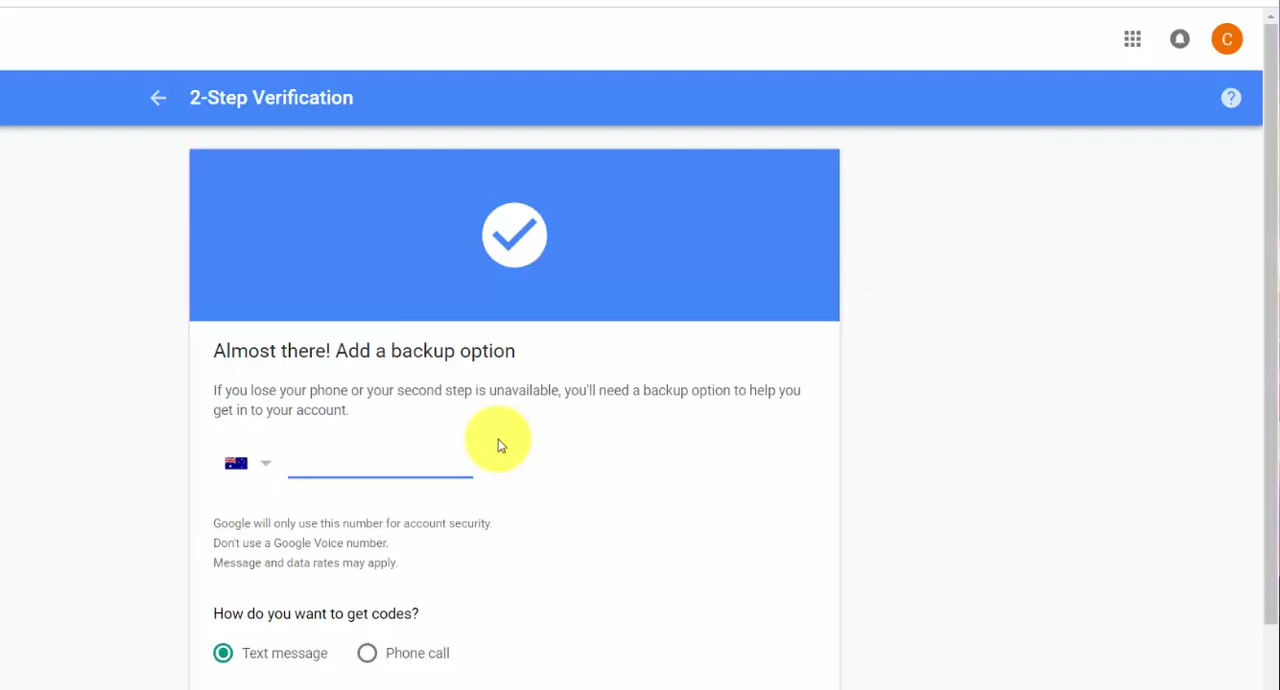 C
2-Step Verification
?
Almost there! Add a backup option
If you lose your phone or your second step is unavailable, you'll need a backup option to help you
get in to your account.
Google will only use this number for account security.
Don't use a Google Voice number.
Message and data rates may apply.
How do you want to get codes?
Text message Phone call